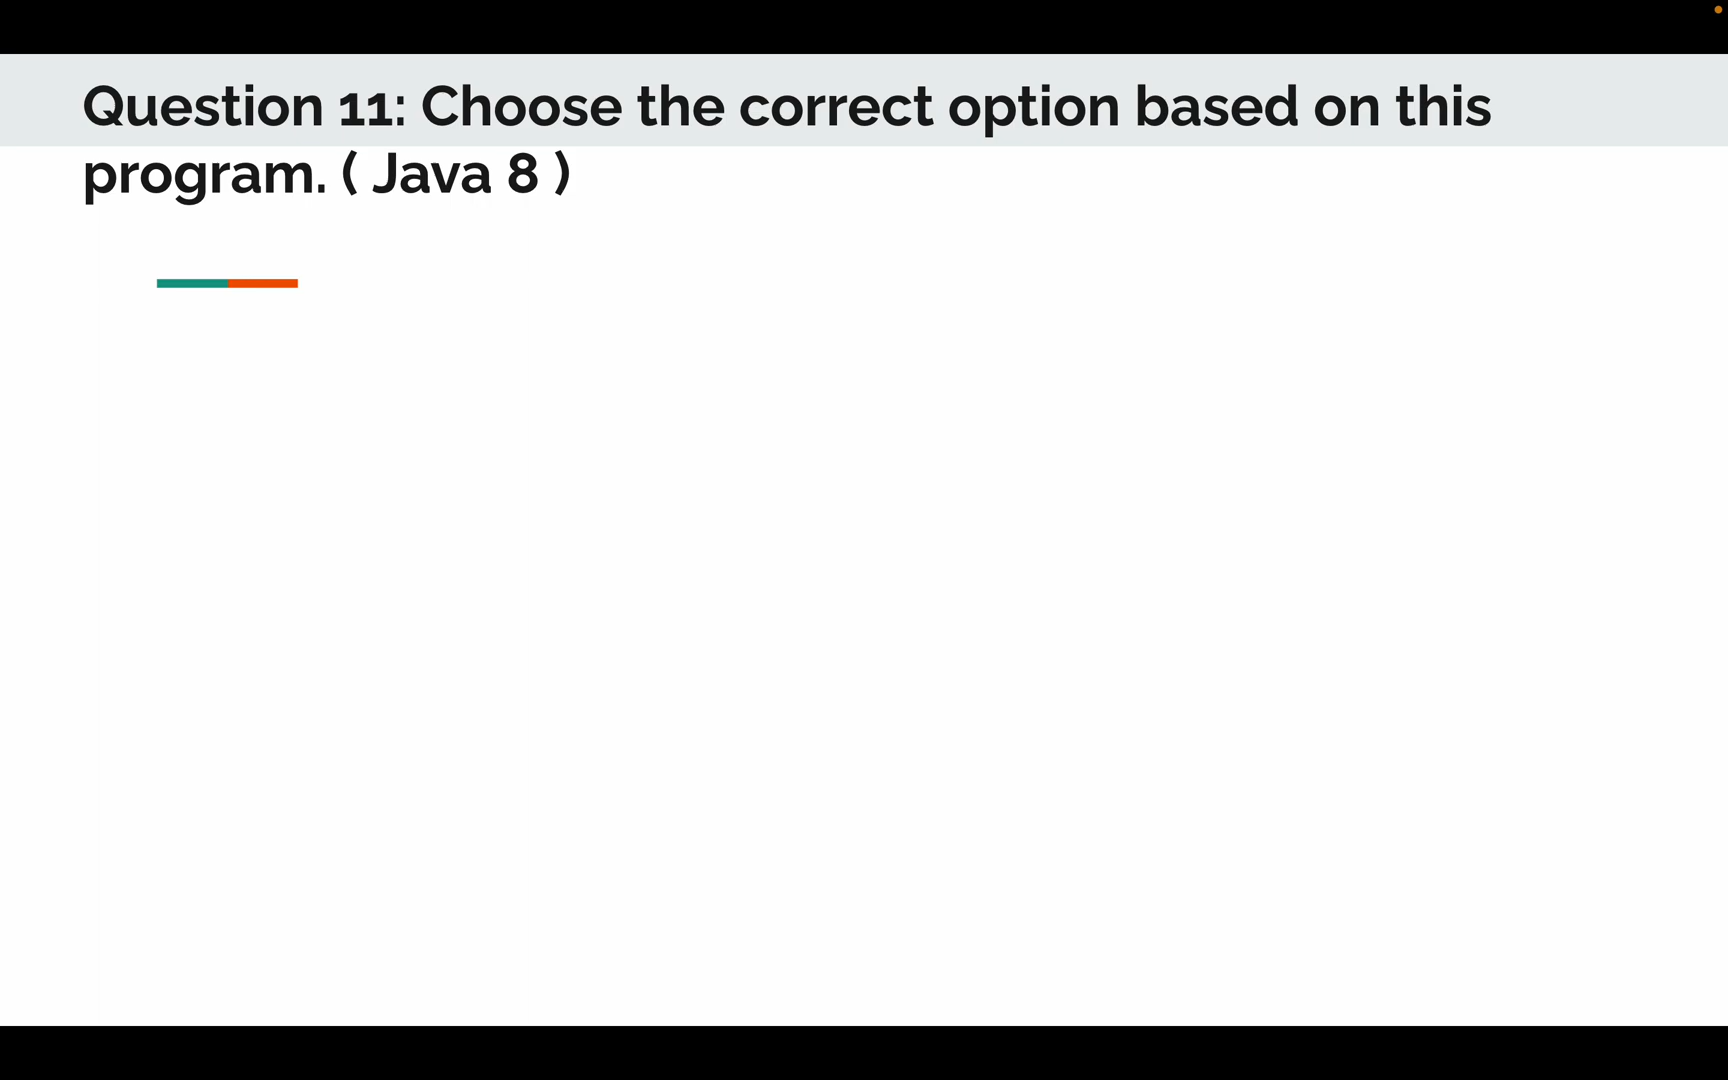 Question 11: Choose the correct option based on this
program. ( Java 8 )